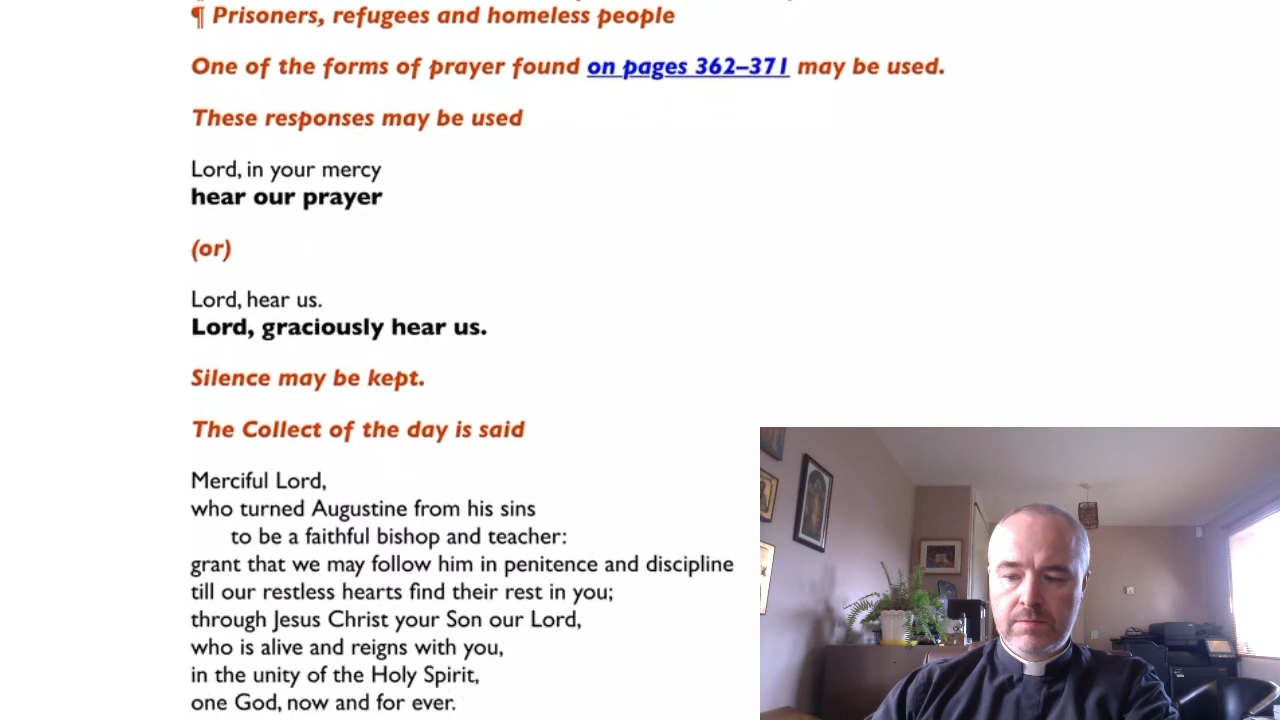 ¶ Prisoners, refugees and homeless people
One of the forms of prayer found on pages 362–371 may be used.
These responses may be used
Lord, in your mercy
hear our prayer
(or)
Lord, hear us.
Lord, graciously hear us.
Silence may be kept.
The Collect of the day is said
Merciful Lord,
who turned Augustine from his sins
to be a faithful bishop and teacher:
grant that we may follow him in penitence and discipline
till our restless hearts find their rest in you;
through Jesus Christ your Son our Lord,
who is alive and reigns with you,
in the unity of the Holy Spirit,
one God, now and for ever.